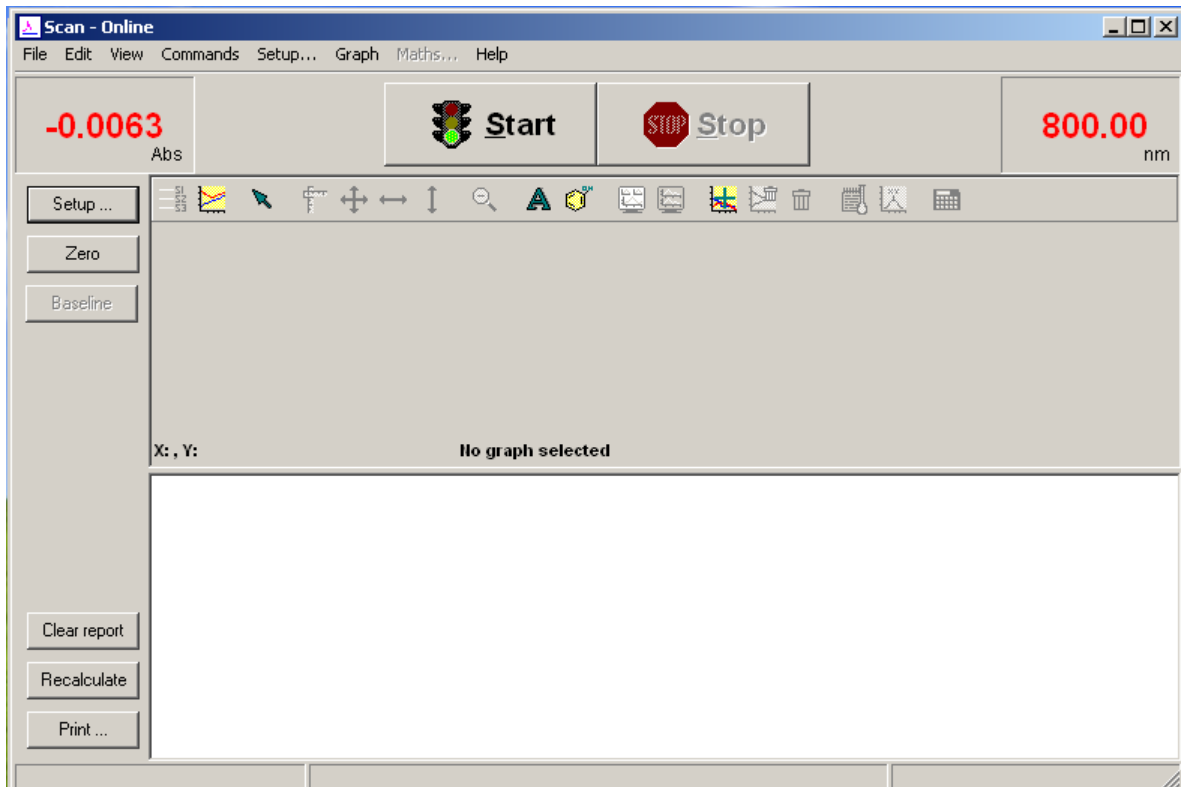 Scan - Online
File Edit View Commands Setup... Graph Maths... Help
-0.0063
Abs
Start
STOP Stop
800.00
nm
Setup ...
Zero
Baseline
X: , Y: No graph selected
Clear report
Recalculate
Print ...